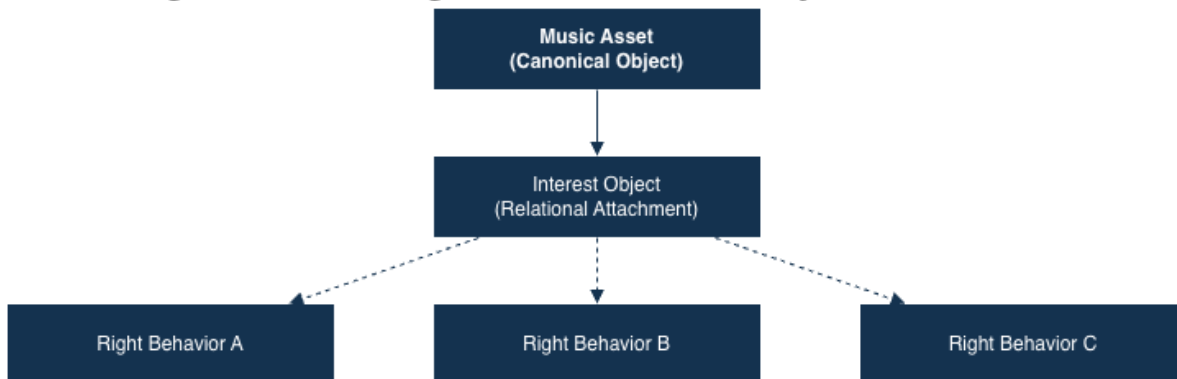 Music Asset
(Canonical Object)
Interest Object
(Relational Attachment)
Right Behavior A
Right Behavior B
Right Behavior C